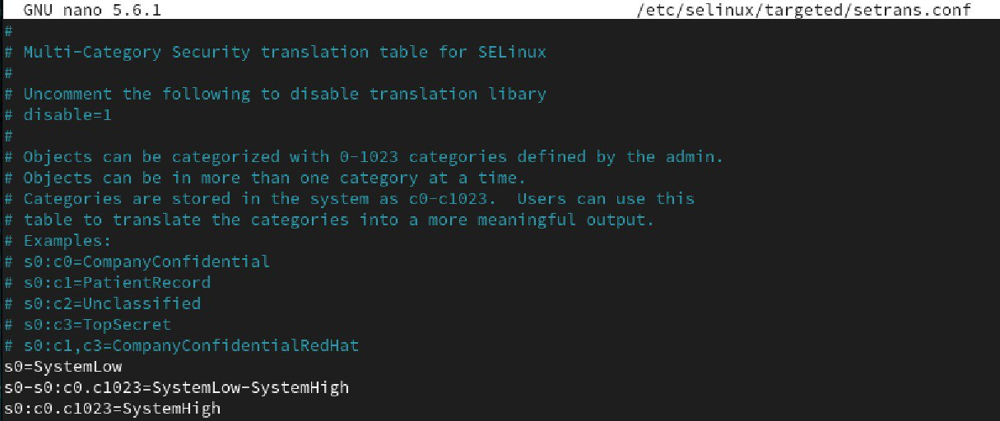 GNU nano 5.6.1 /etc/selinux/targeted/setrans.conf
#
# Multi-Category Security translation table for SELinux
#
# Uncomment the following to disable translation libary
# disable=1
#
# Objects can be categorized with 0-1023 categories defined by the admin.
# Objects can be in more than one category at a time.
# Categories are stored in the system as c0-c1023.  Users can use this
# table to translate the categories into a more meaningful output.
# Examples:
# s0:c0=CompanyConfidential
# s0:c1=PatientRecord
# s0:c2=Unclassified
# s0:c3=TopSecret
# s0:c1,c3=CompanyConfidentialRedHat
s0=SystemLow
s0-s0:c0.c1023=SystemLow-SystemHigh
s0:c0.c1023=SystemHigh